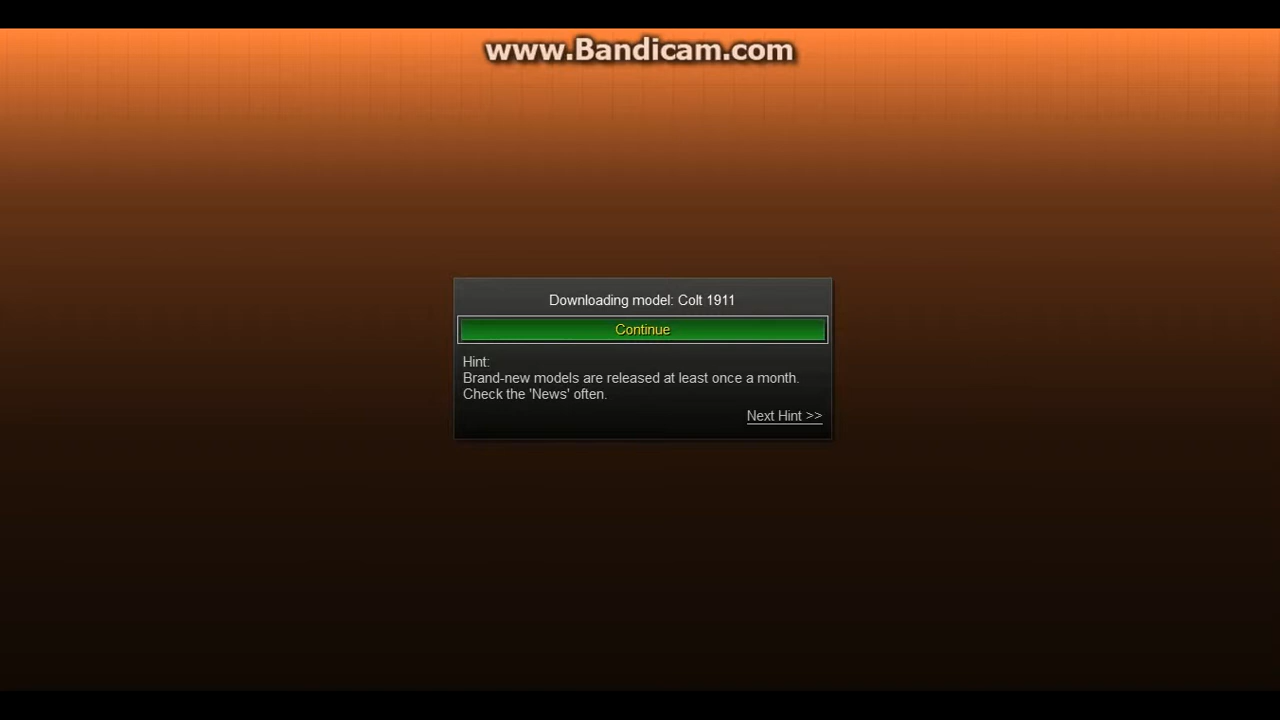 www.Bandicam.com
Downloading model: Colt 1911
Continue
Hint:
Brand-new models are released at least once a month.
Check the 'News' often.
Next Hint >>